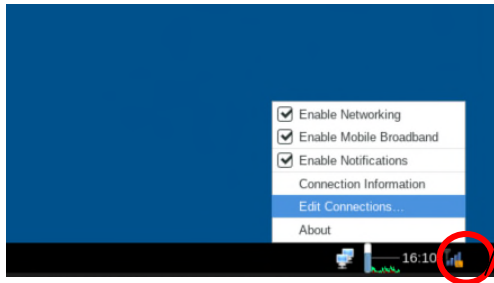 Enable Networking
Enable Mobile Broadband
Enable Notifications
Connection Information
Edit Connections...
About
16:10